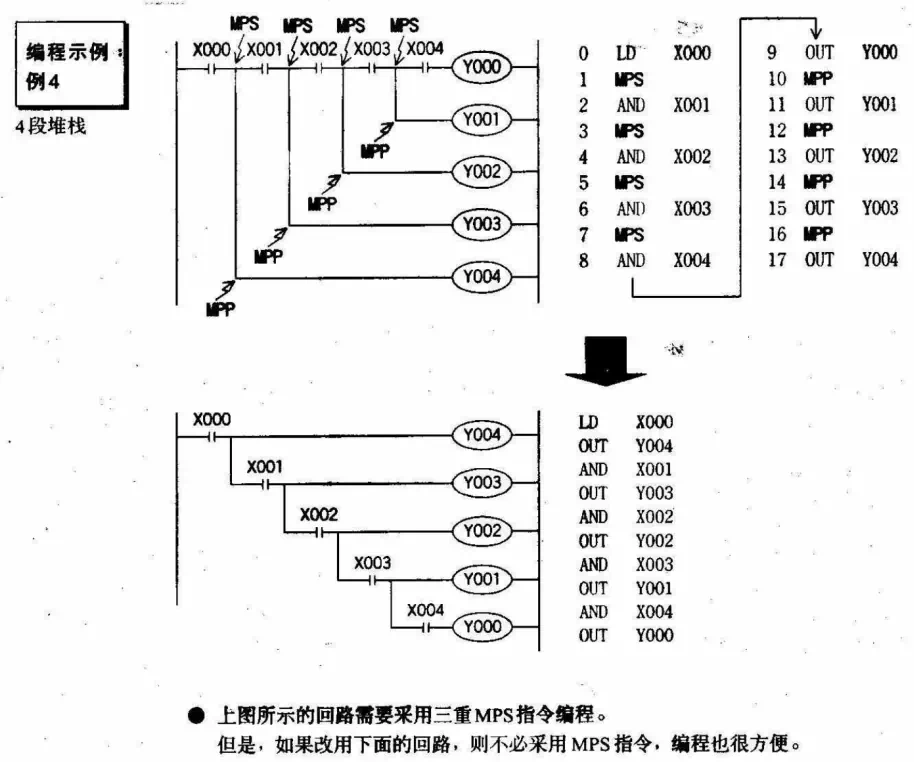 编程示例：
例4
4段堆栈
MPS MPS MPS MPS
X000 X001 X002 X003 X004
Y000
Y001
MPP
Y002
MPP
Y003
MPP
Y004
MPP
0 LD X000
1 MPS
2 AND X001
3 MPS
4 AND X002
5 MPS
6 AND X003
7 MPS
8 AND X004
9 OUT Y000
10 MPP
11 OUT Y001
12 MPP
13 OUT Y002
14 MPP
15 OUT Y003
16 MPP
17 OUT Y004
X000
Y004
X001
Y003
X002
Y002
X003
Y001
X004
Y000
LD X000
OUT Y004
AND X001
OUT Y003
AND X002
OUT Y002
AND X003
OUT Y001
AND X004
OUT Y000
● 上图所示的回路需要采用三重MPS指令编程。
但是，如果改用下面的回路，则不必采用MPS指令，编程也很方便。